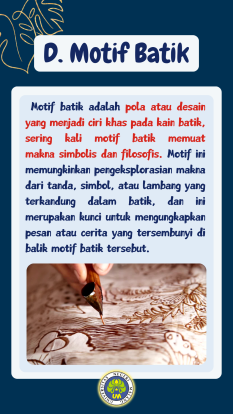 D. Motif Batik
Motif batik adalah pola atau desain
yang menjadi ciri khas pada kain batik,
sering kali motif batik memuat
makna simbolis dan filosofis. Motif ini
memungkinkan pengeksplorasian makna
dari tanda, simbol, atau lambang yang
terkandung dalam batik, dan ini
merupakan kunci untuk mengungkapkan
pesan atau cerita yang tersembunyi di
balik motif batik tersebut.